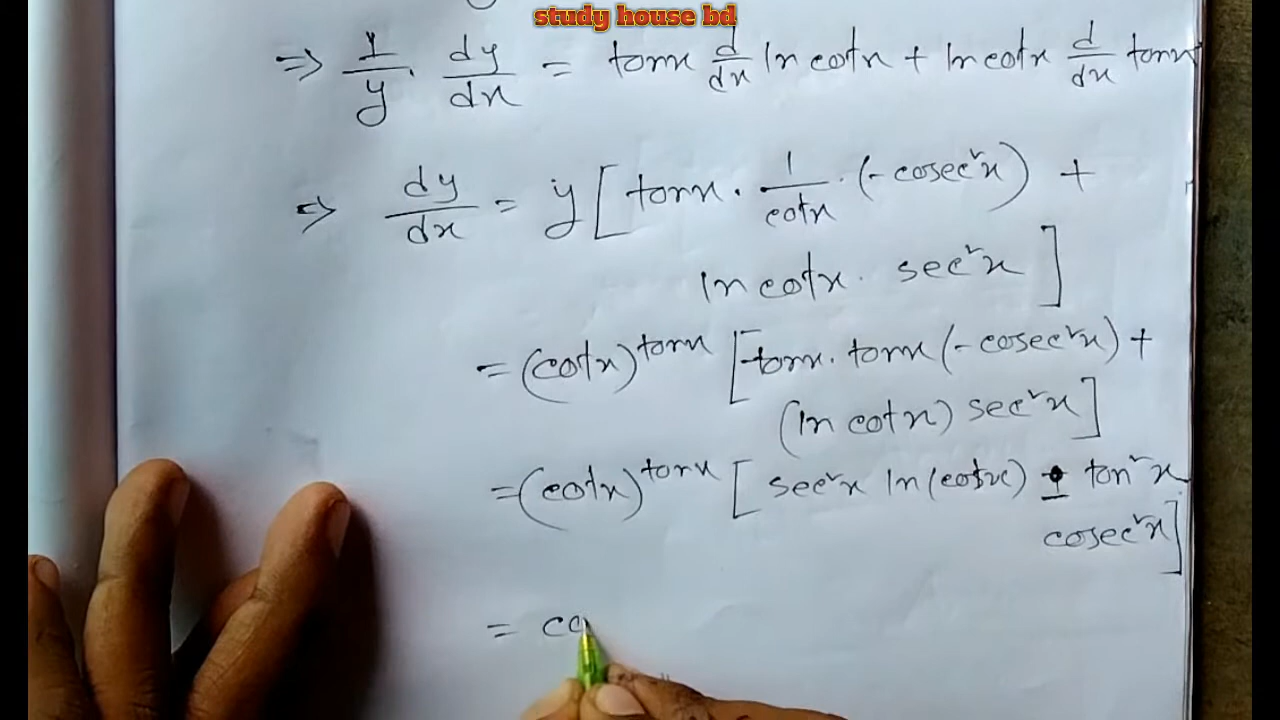 study house bd
⇒ 1/y · dy/dx = tanx d/dx ln cotx + ln cotx d/dx tanx
⇒ dy/dx = y [ tanx · 1/cotx · (- cosec²x) +
ln cotx · sec²x ]
= (cotx)^tanx [ tanx · tanx (- cosec²x) +
(ln cotx) sec²x ]
= (cotx)^tanx [ sec²x ln(cotx) - tan²x
cosec²x ]
= co